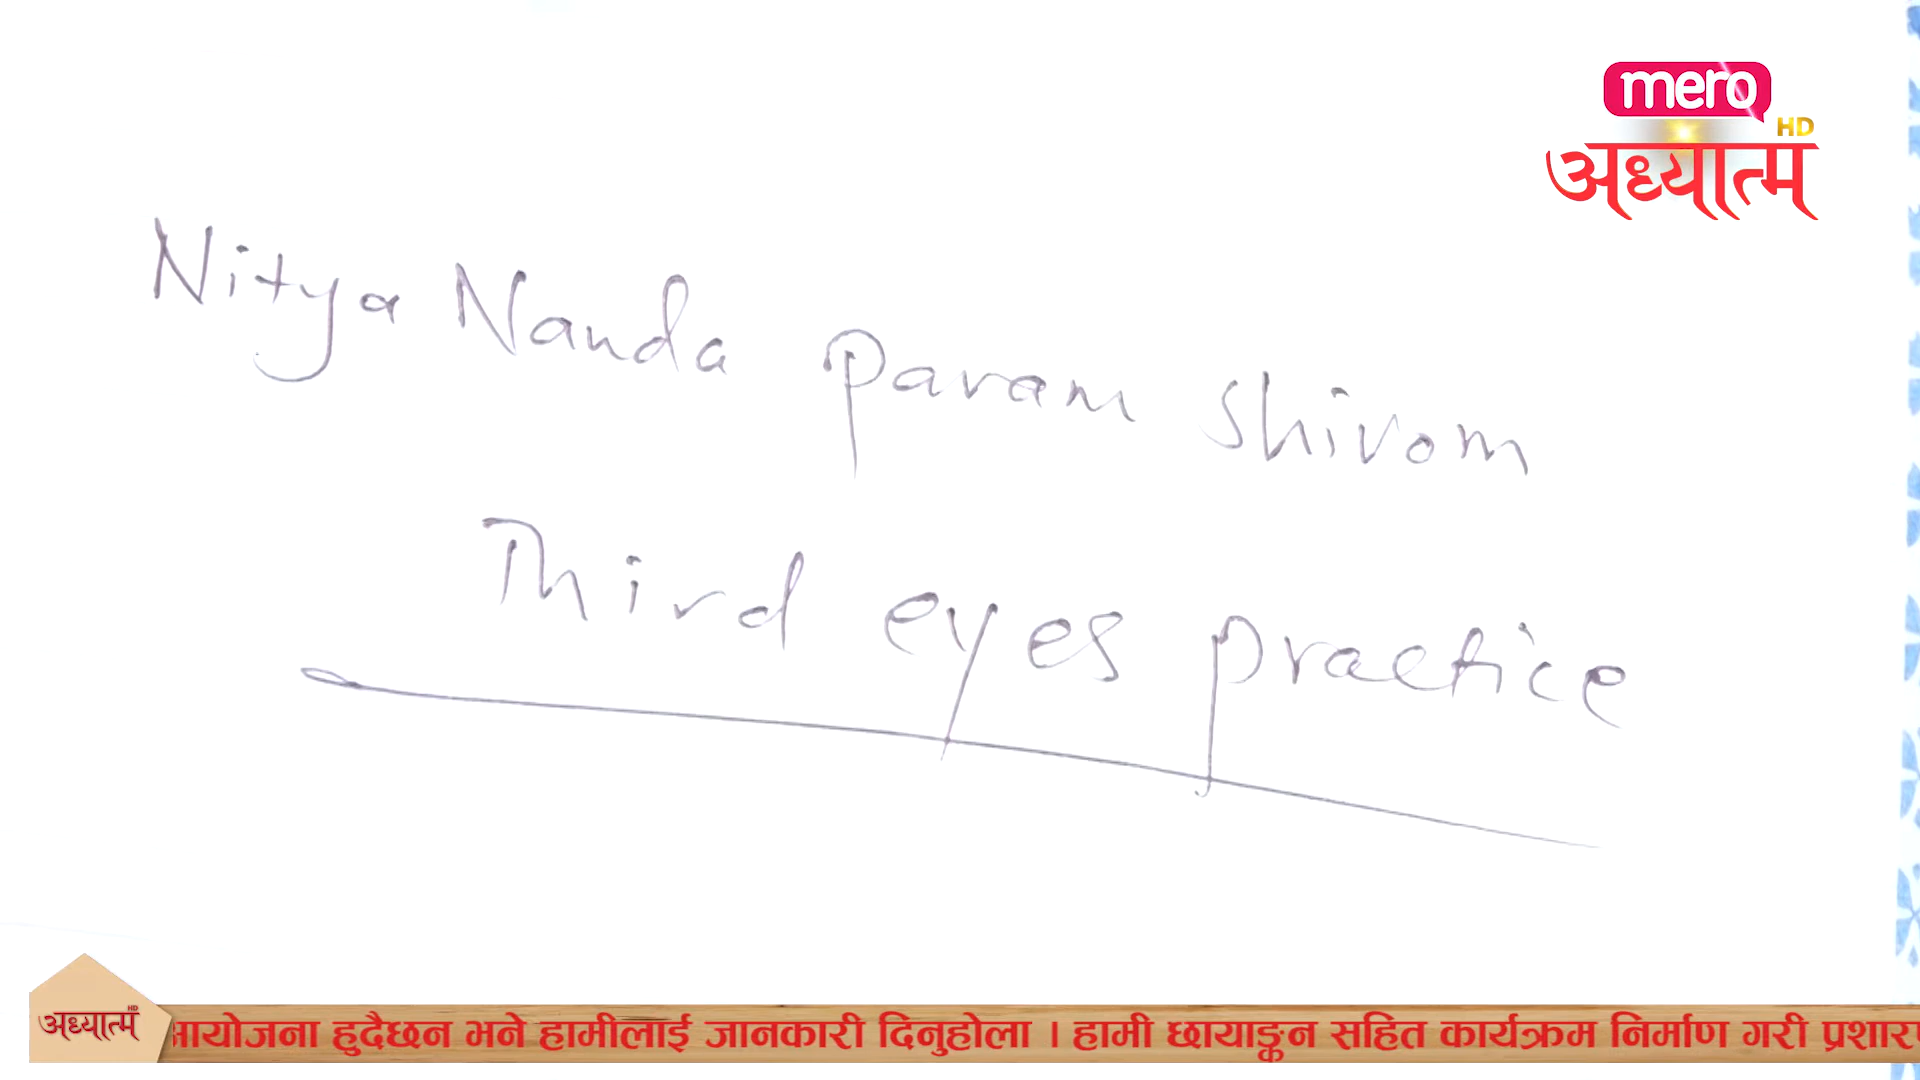 mero
HD
अध्यात्म
Nitya Nanda Param Shivom
Third eyes practice
HD
अध्यात्म
आयोजना हुदैछन भने हामीलाई जानकारी दिनुहोला । हामी छायाङ्कन सहित कार्यक्रम निर्माण गरी